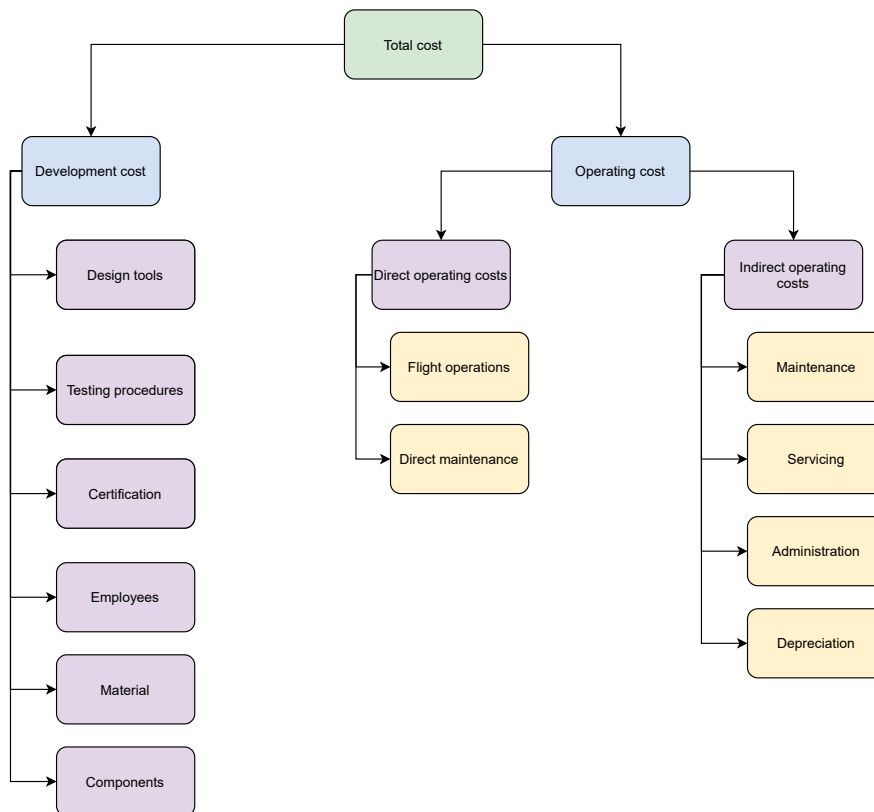 Total cost
Development cost
Operating cost
Design tools
Direct operating costs
Indirect operating
costs
Testing procedures
Flight operations
Maintenance
Certification
Direct maintenance
Servicing
Employees
Administration
Material
Depreciation
Components